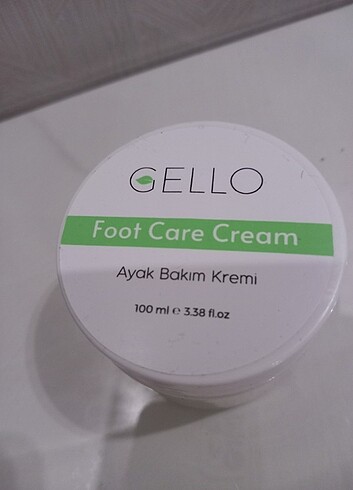 GELLO
Foot Care Cream
Ayak Bakım Kremi
100 ml ℮ 3.38 fl.oz